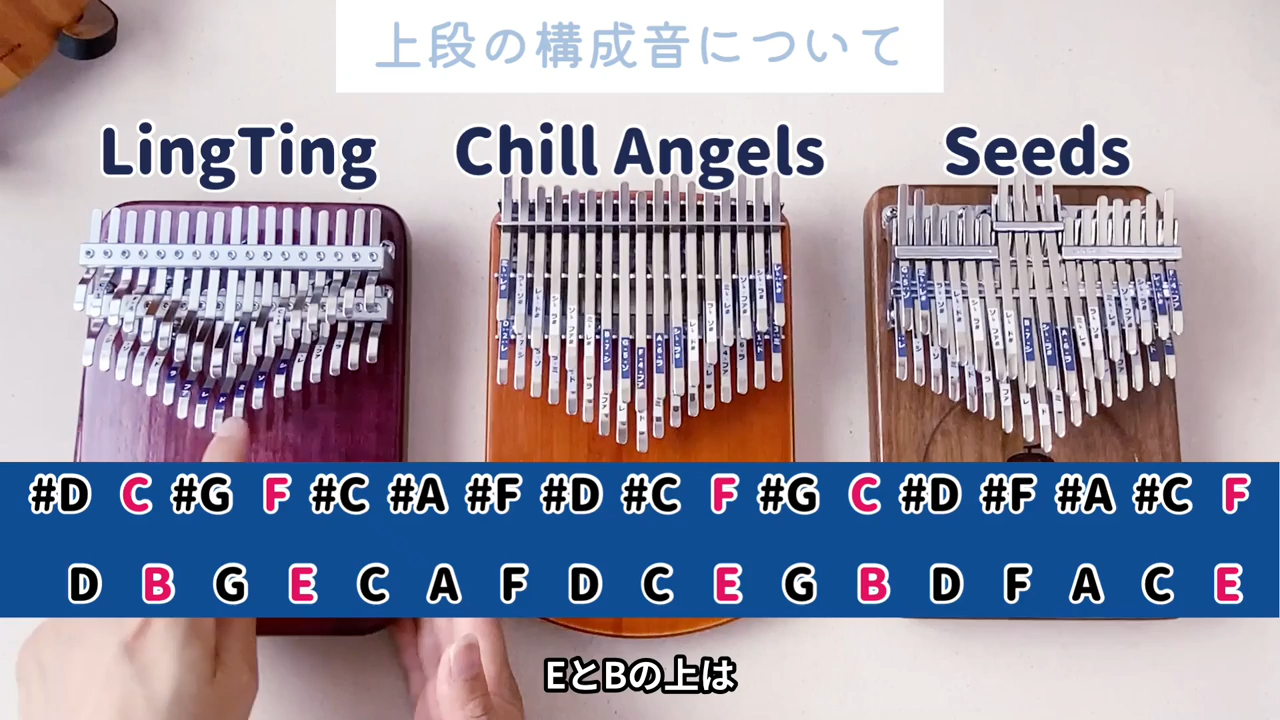 上段の構成音について
LingTing Chill Angels Seeds
#D C #G F #C #A #F #D #C F #G C #D #F #A #C F
D B G E C A F D C E G B D F A C E
EとBの上は